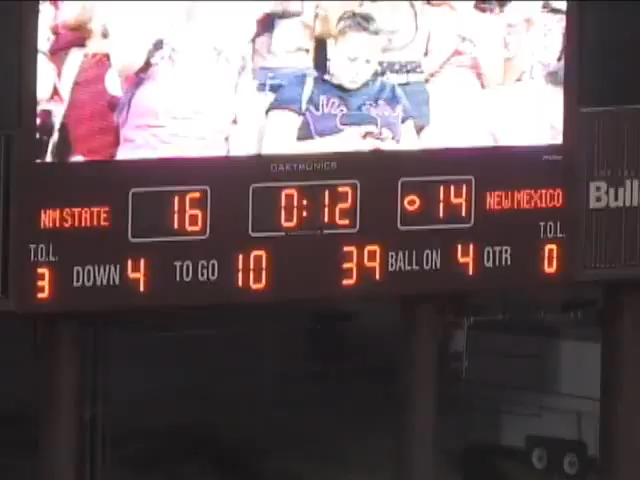 DAKTRONICS
NM STATE 16 0:12 14 NEW MEXICO
T.O.L. T.O.L.
3 DOWN 4 TO GO 10 39 BALL ON 4 QTR 0
Bull